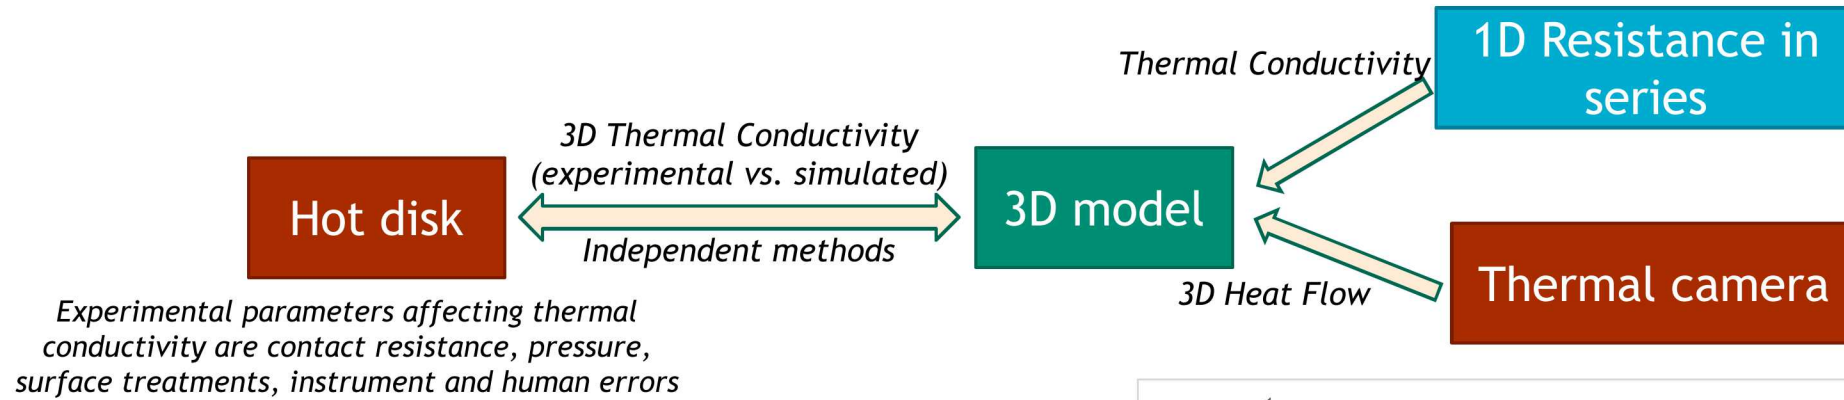 Thermal Conductivity
1D Resistance in
series
3D Thermal Conductivity
(experimental vs. simulated)
Hot disk
3D model
Independent methods
3D Heat Flow
Thermal camera
Experimental parameters affecting thermal
conductivity are contact resistance, pressure,
surface treatments, instrument and human errors